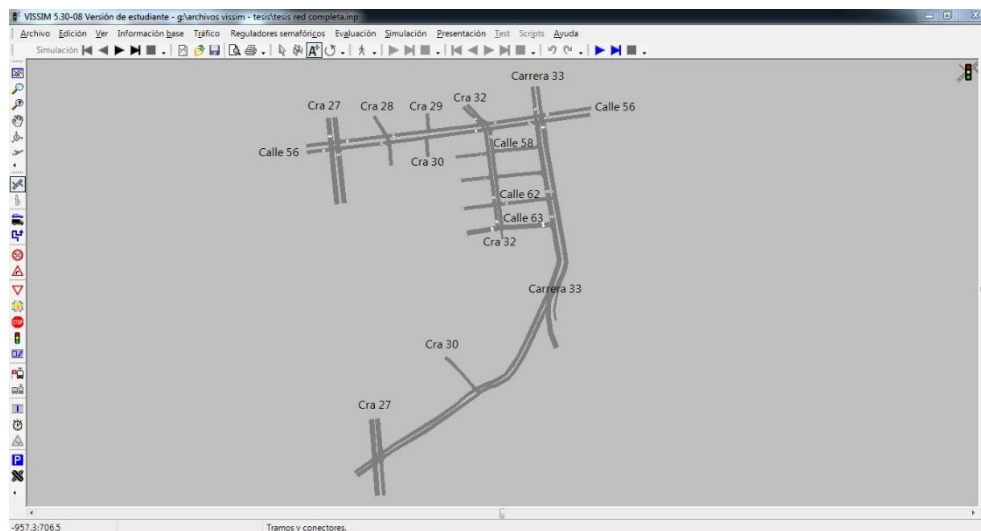 VISSIM 5.30-08 Versión de estudiante - g:\archivos vissim - tesis\tesis red completa.inp
Archivo Edición Ver Información base Tráfico Reguladores semafóricos Evaluación Simulación Presentación Test Scripts Ayuda
Simulación
Carrera 33
Cra 27 Cra 28 Cra 29 Cra 32 Calle 56
Calle 56 Cra 30 Calle 58
Calle 62
Calle 63
Cra 32
Carrera 33
Cra 30
Cra 27
STOP
P
-957.3:706.5 Tramos y conectores.